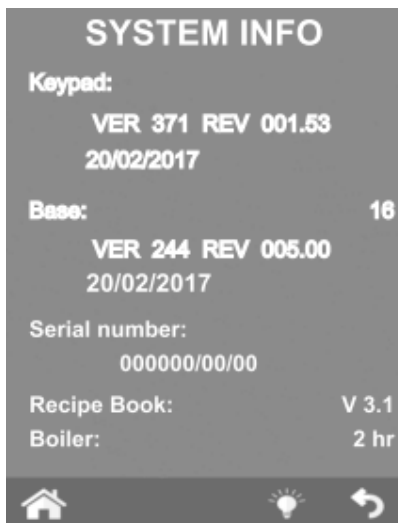 SYSTEM INFO
Keypad:
VER 371 REV 001.53
20/02/2017
Base: 16
VER 244 REV 005.00
20/02/2017
Serial number:
000000/00/00
Recipe Book: V 3.1
Boiler: 2 hr